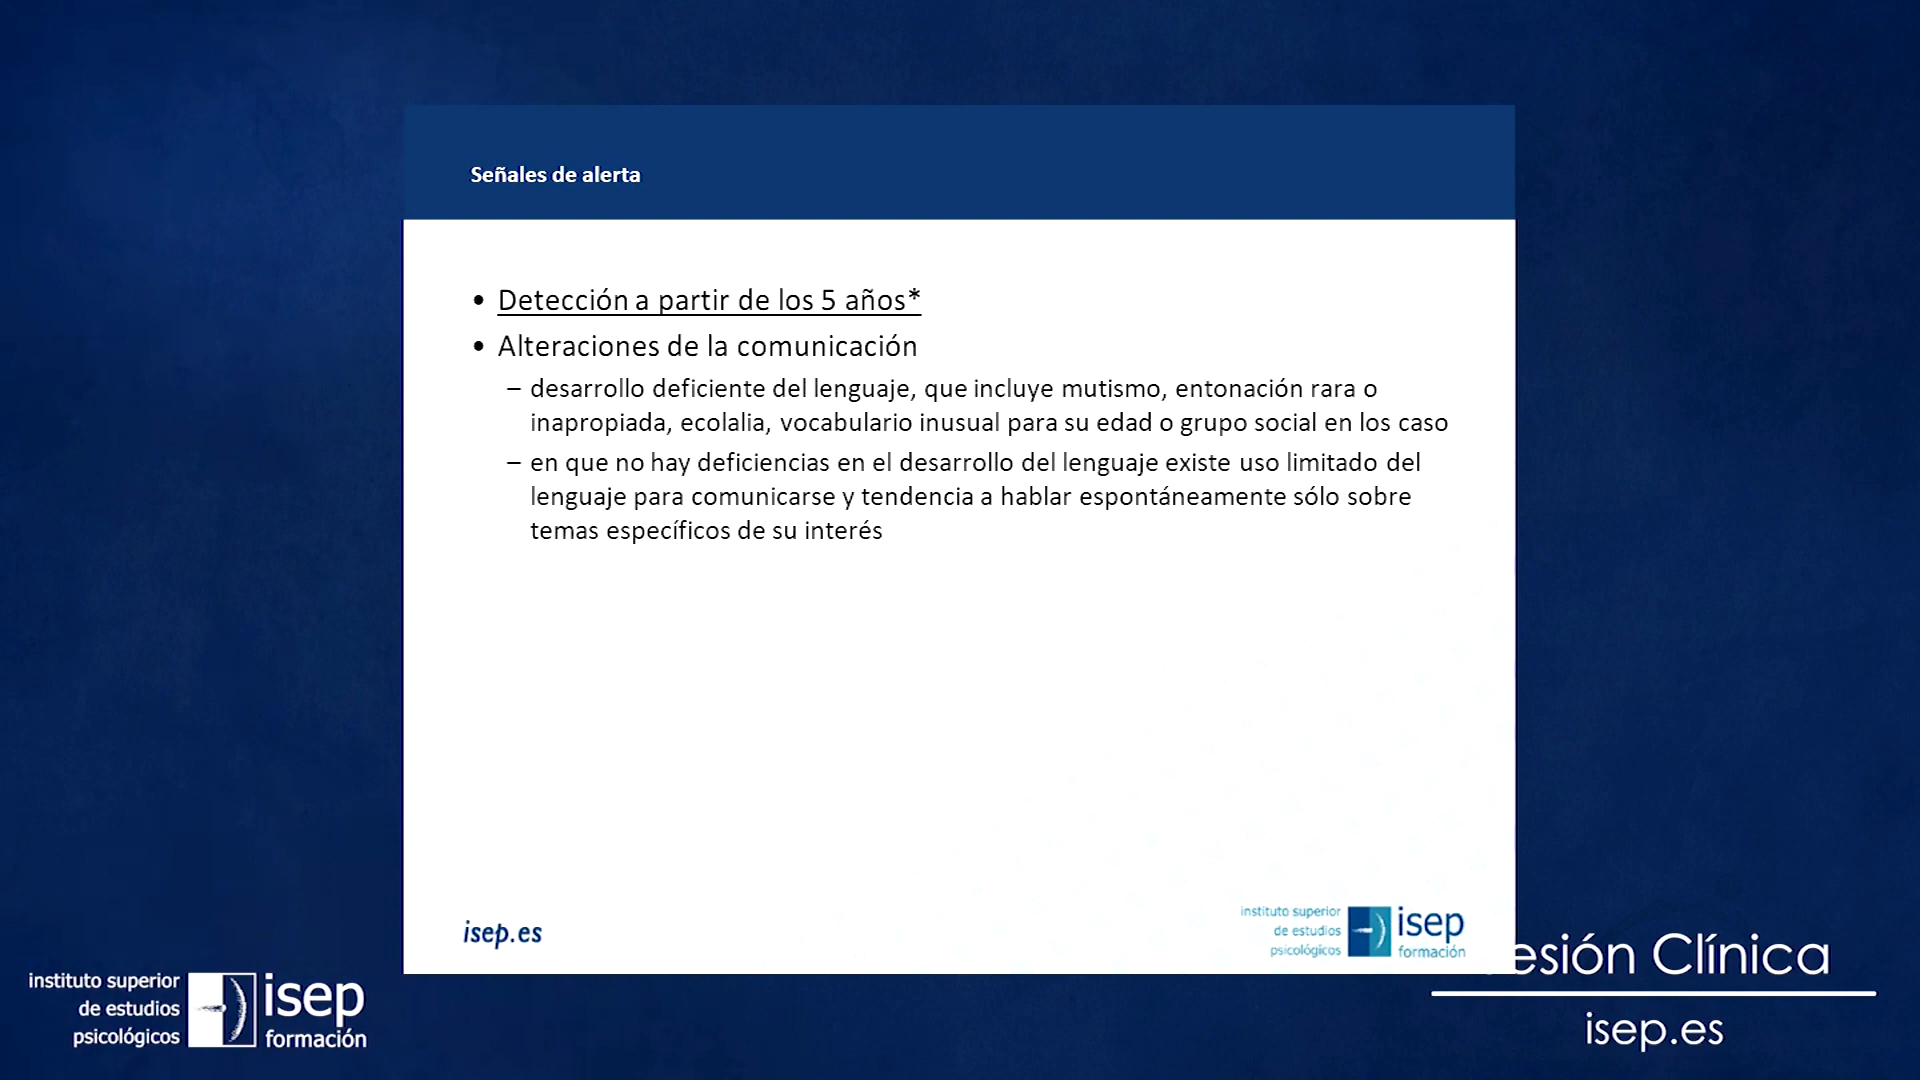 Señales de alerta
• Detección a partir de los 5 años*
• Alteraciones de la comunicación
– desarrollo deficiente del lenguaje, que incluye mutismo, entonación rara o
inapropiada, ecolalia, vocabulario inusual para su edad o grupo social en los caso
– en que no hay deficiencias en el desarrollo del lenguaje existe uso limitado del
lenguaje para comunicarse y tendencia a hablar espontáneamente sólo sobre
temas específicos de su interés
isep.es
instituto superior
de estudios
psicológicos
isep
formación
esión Clínica
isep.es
instituto superior
de estudios
psicológicos
isep
formación